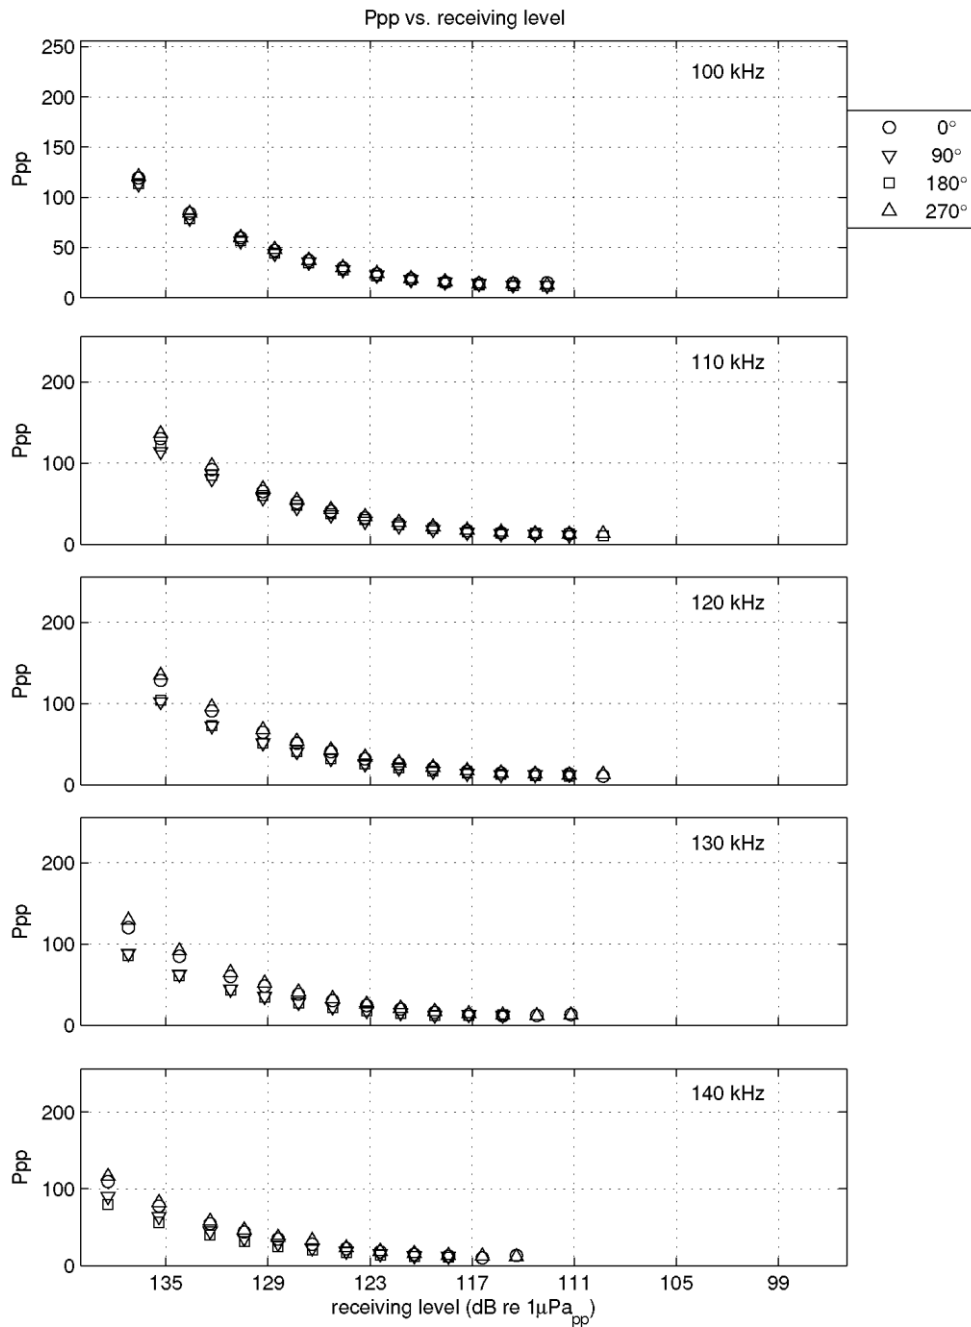 Ppp vs. receiving level
250
200
150
100
50
0
Ppp
100 kHz
0°
90°
180°
270°
200
100
0
Ppp
110 kHz
200
100
0
Ppp
120 kHz
200
100
0
Ppp
130 kHz
200
100
0
Ppp
140 kHz
135 129 123 117 111 105 99
receiving level (dB re 1μPa_pp)